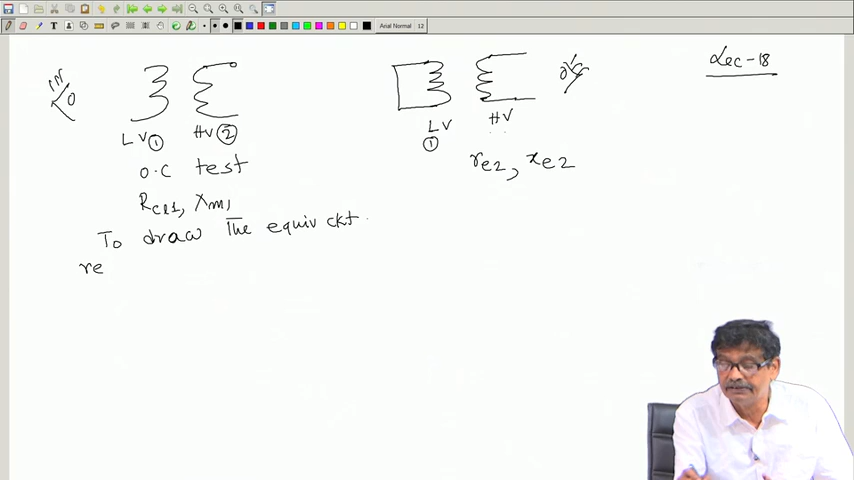 Lec-18
LV ① HV ②
O.C test
Rcl1, Xm1
To draw the equiv ckt.
re
LV
①
HV
re2, xe2
Arial Normal 12